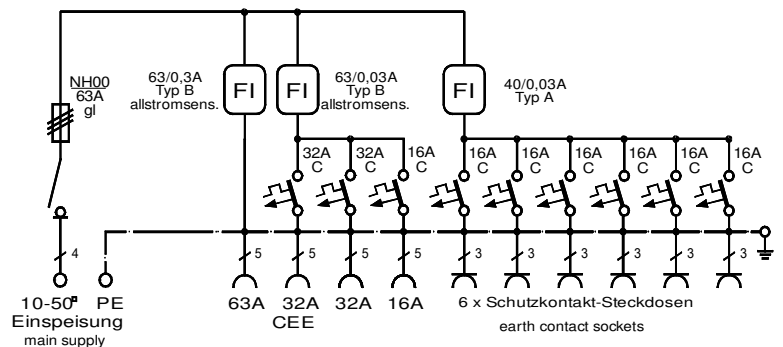 NH00
63A
gl
63/0,3A
Typ B
allstromsens.
FI
63/0,03A
Typ B
allstromsens.
FI
40/0,03A
Typ A
FI
32A
C
32A
C
16A
C
16A
C
16A
C
16A
C
16A
C
16A
C
16A
C
4
5
5
5
5
3
3
3
3
3
3
10-50
PE
Einspeisung
main supply
63A
32A
32A
16A
CEE
6 x Schutzkontakt-Steckdosen
earth contact sockets